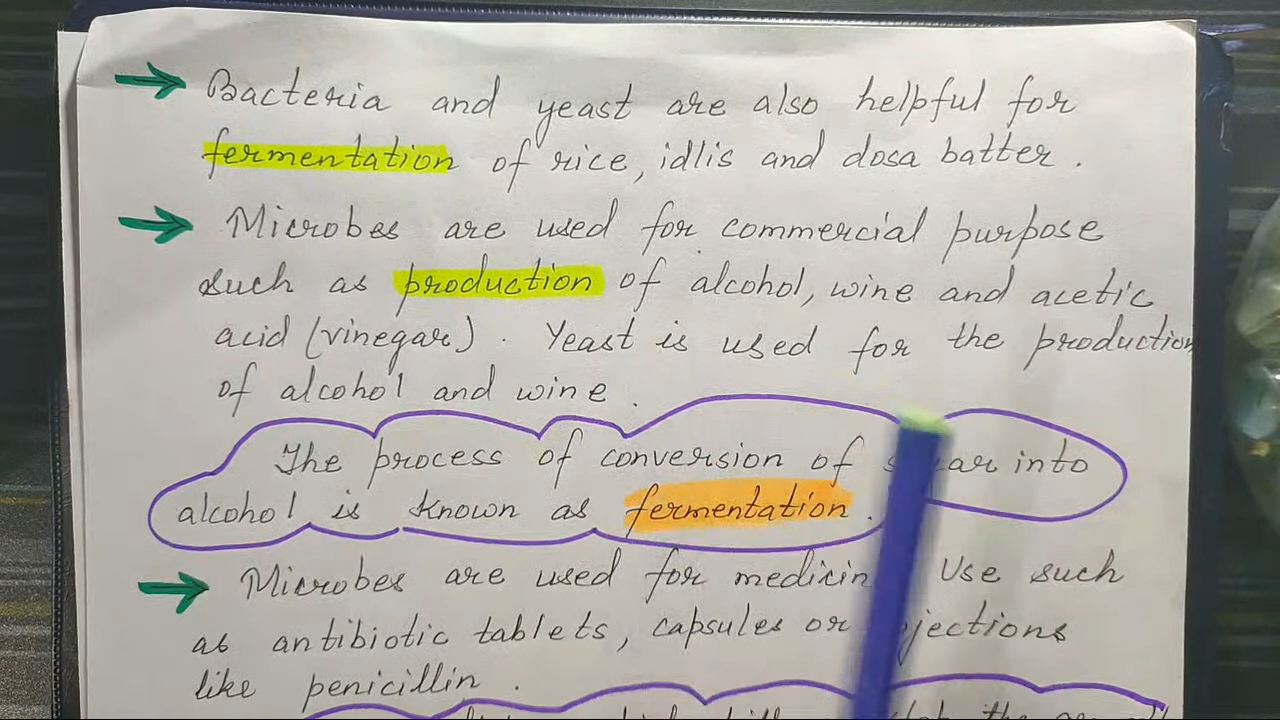 Bacteria and yeast are also helpful for
fermentation of rice, idlis and dosa batter.
Microbes are used for commercial purpose
such as production of alcohol, wine and acetic
acid (vinegar). Yeast is used for the production
of alcohol and wine.
The process of conversion of into
alcohol is known as fermentation.
Microbes are used for Use such
as antibiotic tablets, capsules or
like penicillin.